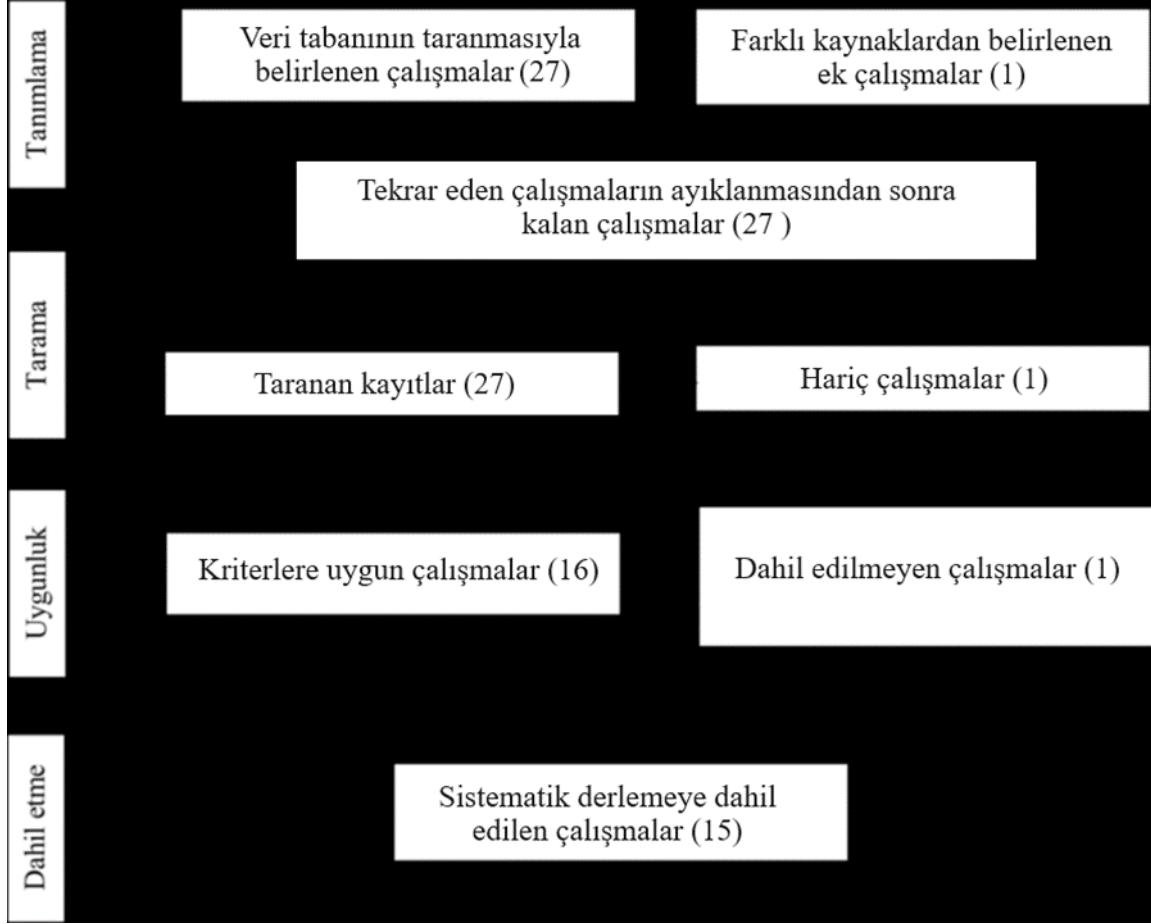 Tanımlama
Veri tabanının taranmasıyla
belirlenen çalışmalar (27)
Farklı kaynaklardan belirlenen
ek çalışmalar (1)
Tekrar eden çalışmaların ayıklanmasından sonra
kalan çalışmalar (27 )
Tarama
Taranan kayıtlar (27)
Hariç çalışmalar (1)
Uygunluk
Kriterlere uygun çalışmalar (16)
Dahil edilmeyen çalışmalar (1)
Dahil etme
Sistematik derlemeye dahil
edilen çalışmalar (15)